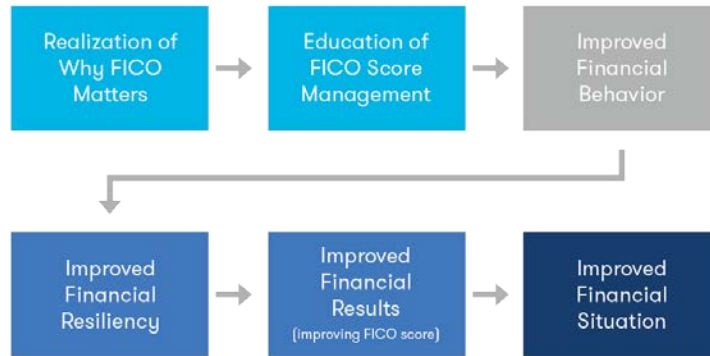 Realization of
Why FICO
Matters
Education of
FICO Score
Management
Improved
Financial
Behavior
Improved
Financial
Resiliency
Improved
Financial
Results
(improving FICO score)
Improved
Financial
Situation